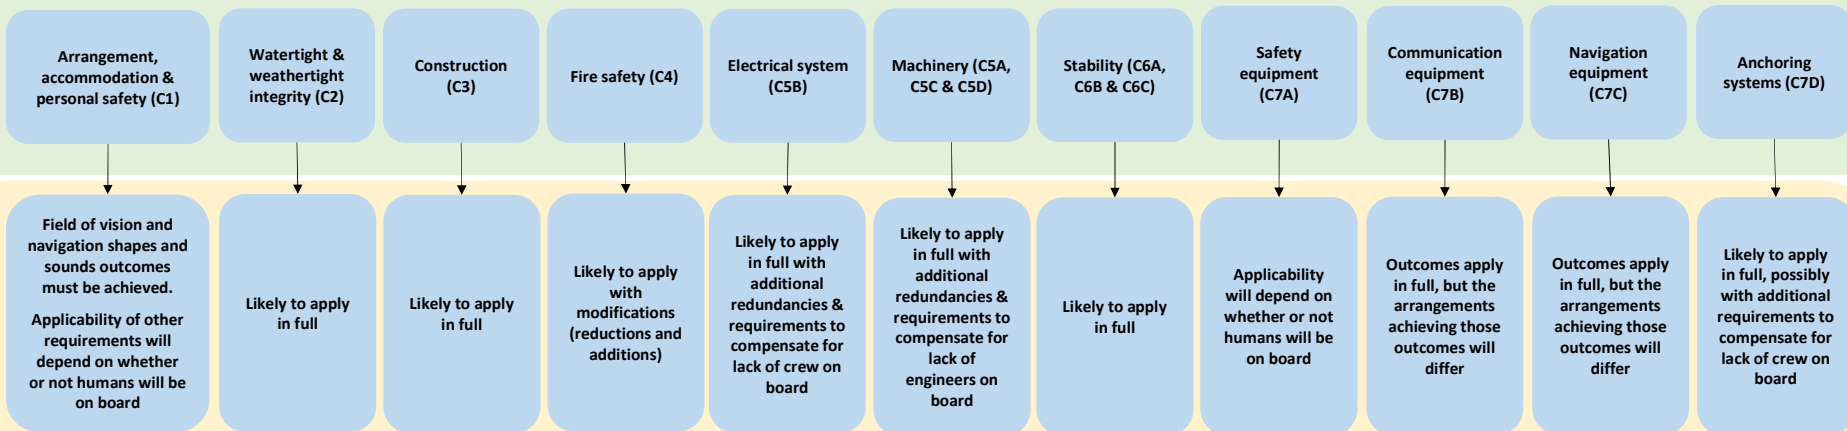 Arrangement,
accommodation &
personal safety (C1)
Watertight &
weathertight
integrity (C2)
Construction
(C3)
Fire safety (C4)
Electrical system
(C5B)
Machinery (C5A,
C5C & C5D)
Stability (C6A,
C6B & C6C)
Safety
equipment
(C7A)
Communication
equipment
(C7B)
Navigation
equipment
(C7C)
Anchoring
systems (C7D)
Field of vision and
navigation shapes and
sounds outcomes
must be achieved.
Applicability of other
requirements will
depend on whether
or not humans will be
on board
Likely to apply
in full
Likely to apply
in full
Likely to apply
with
modifications
(reductions and
additions)
Likely to apply
in full with
additional
redundancies &
requirements to
compensate for
lack of crew on
board
Likely to apply
in full with
additional
redundancies &
requirements to
compensate for
lack of
engineers on
board
Likely to apply
in full
Applicability
will depend on
whether or not
humans will be
on board
Outcomes apply
in full, but the
arrangements
achieving those
outcomes will
differ
Outcomes apply
in full, but the
arrangements
achieving those
outcomes will
differ
Likely to apply
in full, possibly
with additional
requirements to
compensate for
lack of crew on
board